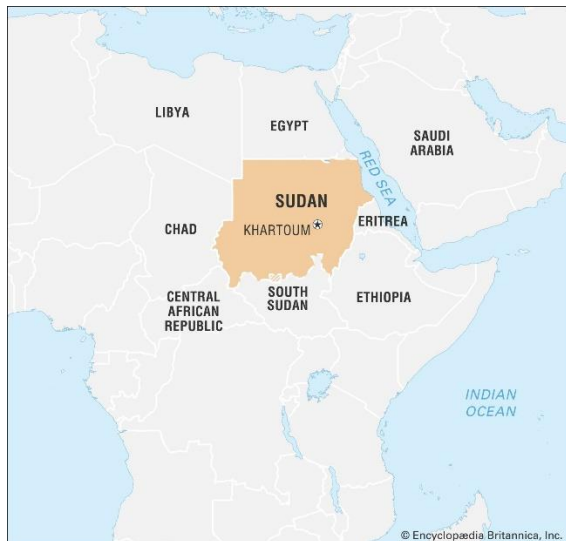 LIBYA
EGYPT
SAUDI
ARABIA
RED SEA
SUDAN
KHARTOUM
ERITREA
CHAD
CENTRAL
AFRICAN
REPUBLIC
SOUTH
SUDAN
ETHIOPIA
INDIAN
OCEAN
© Encyclopædia Britannica, Inc.